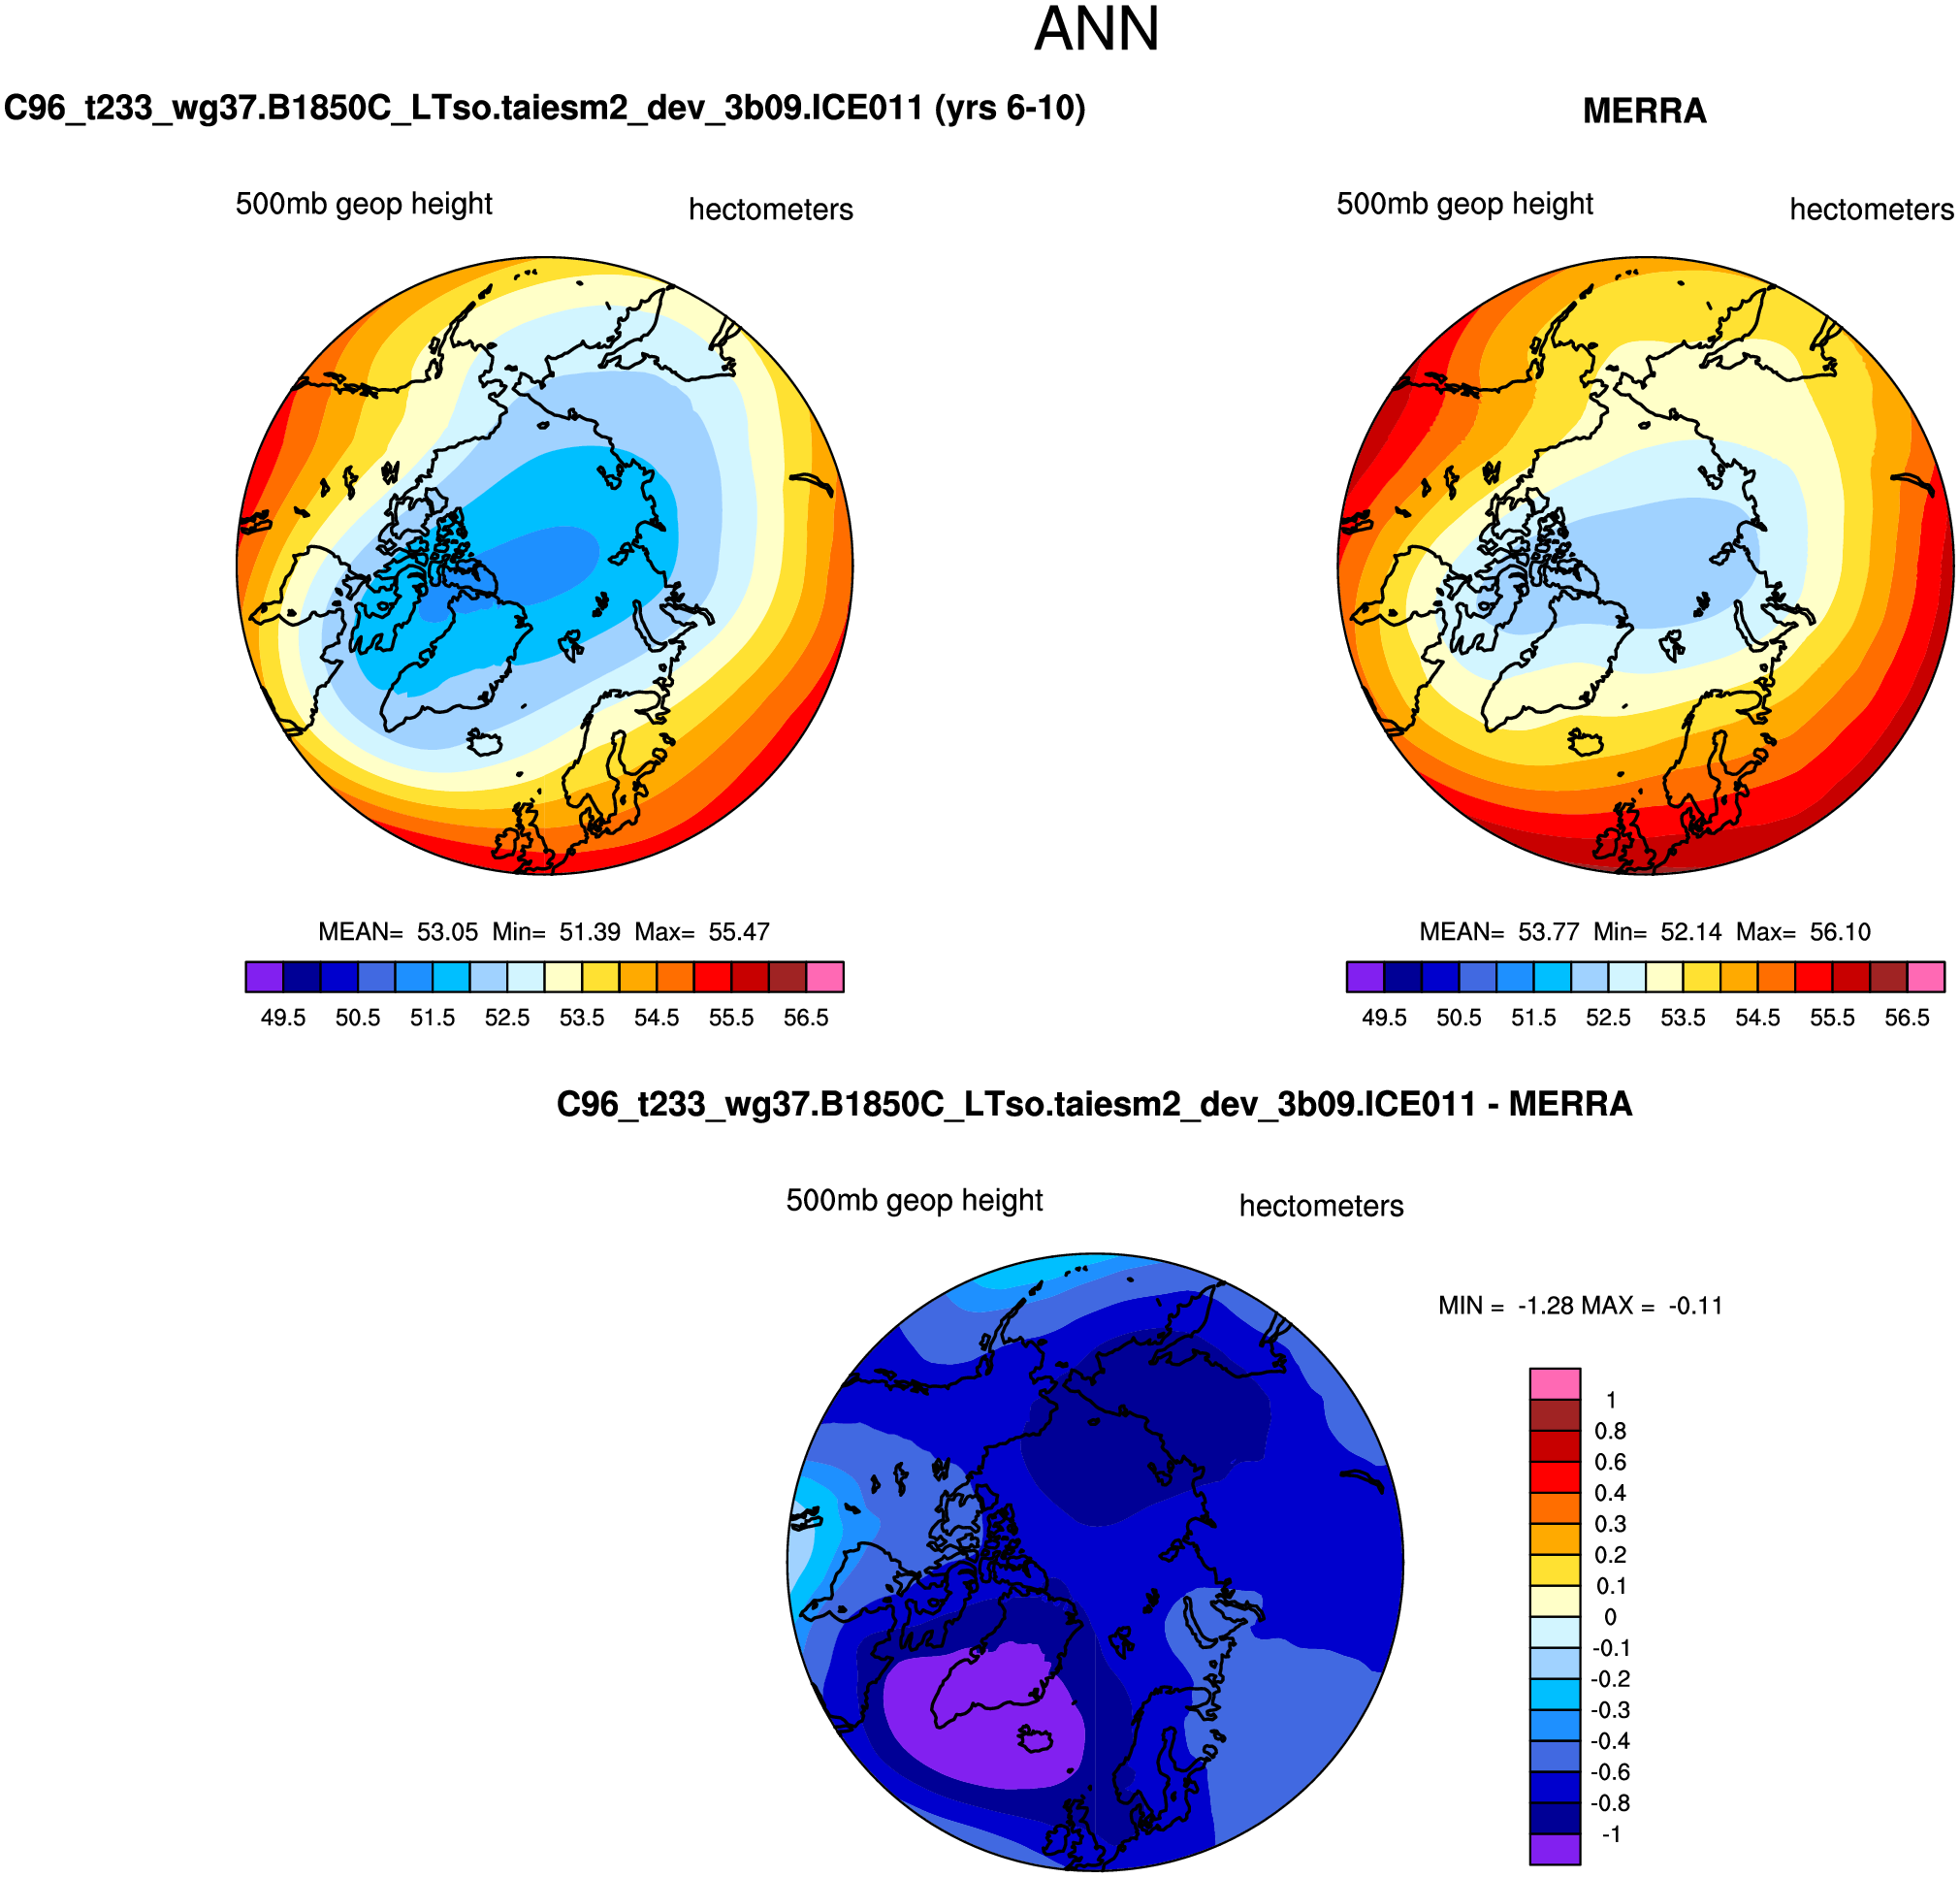 ANN
C96_t233_wg37.B1850C_LTso.taiesm2_dev_3b09.ICE011 (yrs 6-10)
MERRA
500mb geop height hectometers
500mb geop height hectometers
MEAN= 53.05 Min= 51.39 Max= 55.47
MEAN= 53.77 Min= 52.14 Max= 56.10
49.5 50.5 51.5 52.5 53.5 54.5 55.5 56.5
49.5 50.5 51.5 52.5 53.5 54.5 55.5 56.5
C96_t233_wg37.B1850C_LTso.taiesm2_dev_3b09.ICE011 - MERRA
500mb geop height hectometers
MIN = -1.28 MAX = -0.11
1
0.8
0.6
0.4
0.3
0.2
0.1
0
-0.1
-0.2
-0.3
-0.4
-0.6
-0.8
-1